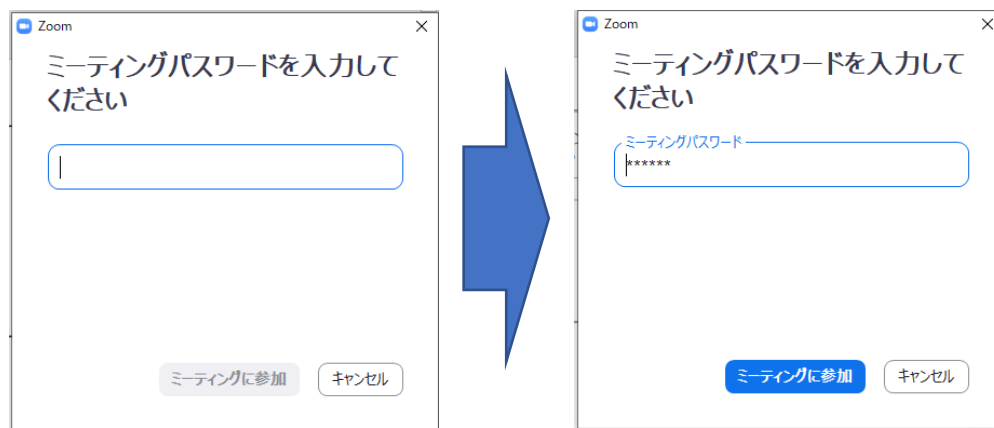 Zoom
ミーティングパスワードを入力して
ください
ミーティングに参加
キャンセル
Zoom
ミーティングパスワードを入力して
ください
ミーティングパスワード
******
ミーティングに参加
キャンセル